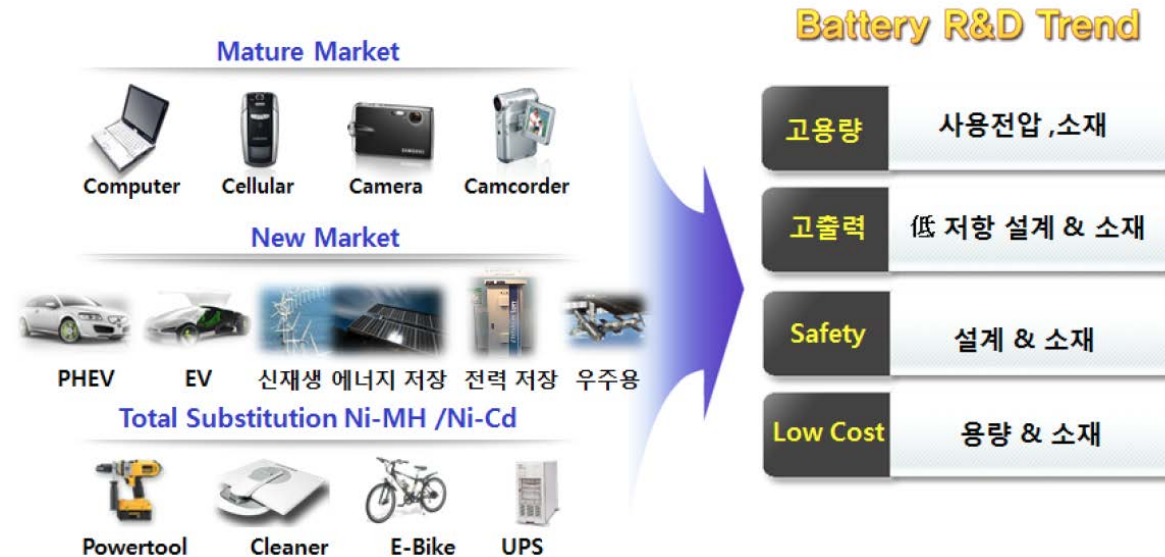 Battery R&D Trend
Mature Market
Computer Cellular Camera Camcorder
New Market
PHEV EV 신재생 에너지 저장 전력 저장 우주용
Total Substitution Ni-MH /Ni-Cd
Powertool Cleaner E-Bike UPS
고용량 사용전압 ,소재
고출력 低 저항 설계 & 소재
Safety 설계 & 소재
Low Cost 용량 & 소재